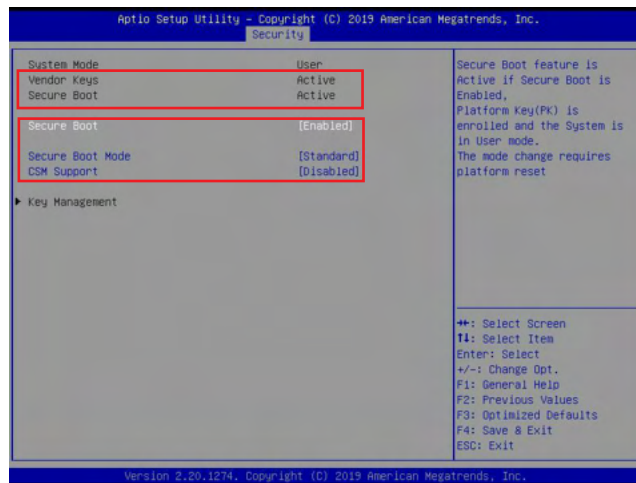 Aptio Setup Utility – Copyright (C) 2019 American Megatrends, Inc.
Security
System Mode User
Vendor Keys Active
Secure Boot Active
Secure Boot [Enabled]
Secure Boot Mode [Standard]
CSM Support [Disabled]
▶ Key Management
Secure Boot feature is
Active if Secure Boot is
Enabled,
Platform Key(PK) is
enrolled and the System is
in User mode.
The mode change requires
platform reset
→←: Select Screen
↑↓: Select Item
Enter: Select
+/-: Change Opt.
F1: General Help
F2: Previous Values
F3: Optimized Defaults
F4: Save & Exit
ESC: Exit
Version 2.20.1274. Copyright (C) 2019 American Megatrends, Inc.